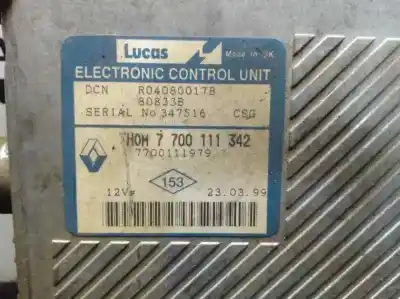 Lucas
Made in UK
ELECTRONIC CONTROL UNIT
DCN R04080017B
80833B
SERIAL No 347516 CSG
HOM 7 700 111 342
7700111979
153
12V⎓ 23.03.99